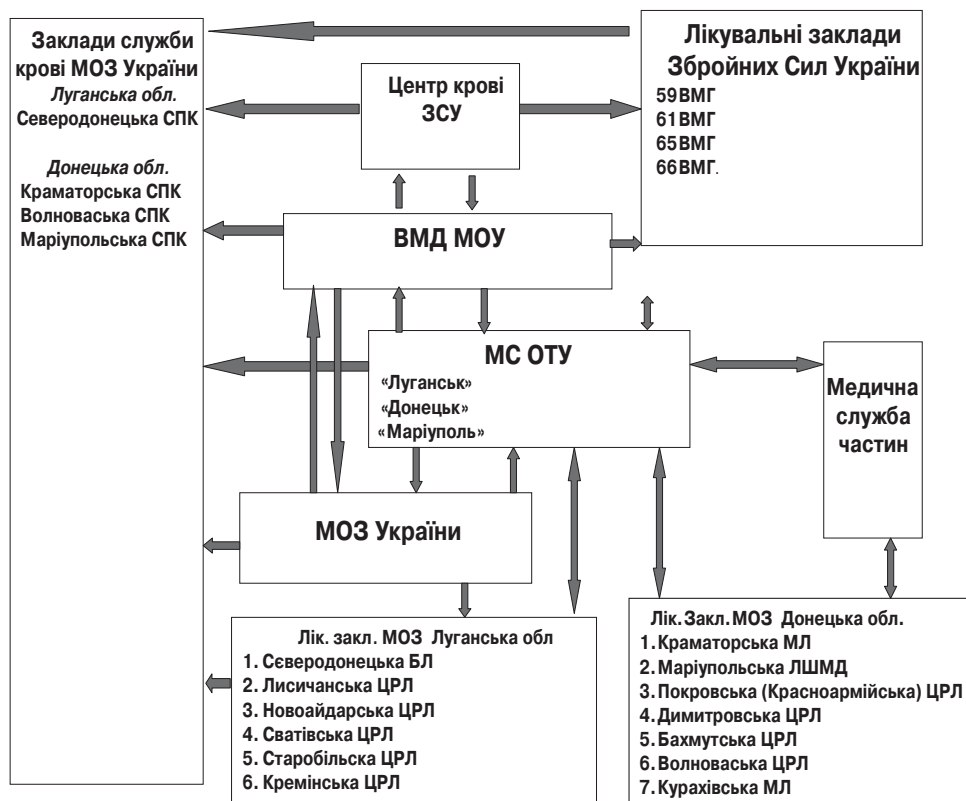 Заклади служби
крові МОЗ України
Луганська обл.
Северодонецька СПК
Донецька обл.
Краматорська СПК
Волноваська СПК
Маріупольська СПК
Центр крові
ЗСУ
Лікувальні заклади
Збройних Сил України
59ВМГ
61ВМГ
65ВМГ
66ВМГ.
ВМД МОУ
МС ОТУ
«Луганськ»
«Донецьк»
«Маріуполь»
Медична
служба
частин
МОЗ України
Лік. закл. МОЗ Луганська обл
1. Сєверодонецька БЛ
2. Лисичанська ЦРЛ
3. Новоайдарська ЦРЛ
4. Сватівська ЦРЛ
5. Старобільска ЦРЛ
6. Кремінська ЦРЛ
Лік. Закл. МОЗ Донецька обл.
1. Краматорська МЛ
2. Маріупольська ЛШМД
3. Покровська (Красноармійська) ЦРЛ
4. Димитровська ЦРЛ
5. Бахмутська ЦРЛ
6. Волноваська ЦРЛ
7. Курахівська МЛ